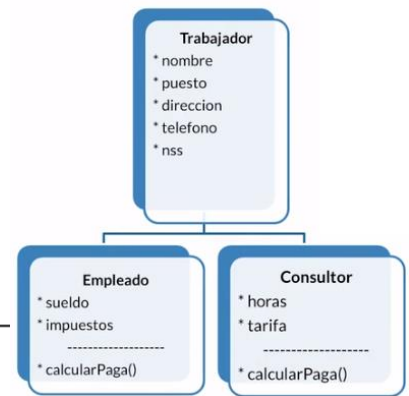 Trabajador
* nombre
* puesto
* direccion
* telefono
* nss
Empleado
* sueldo
* impuestos
-------------------
* calcularPaga()
Consultor
* horas
* tarifa
-------------------
* calcularPaga()